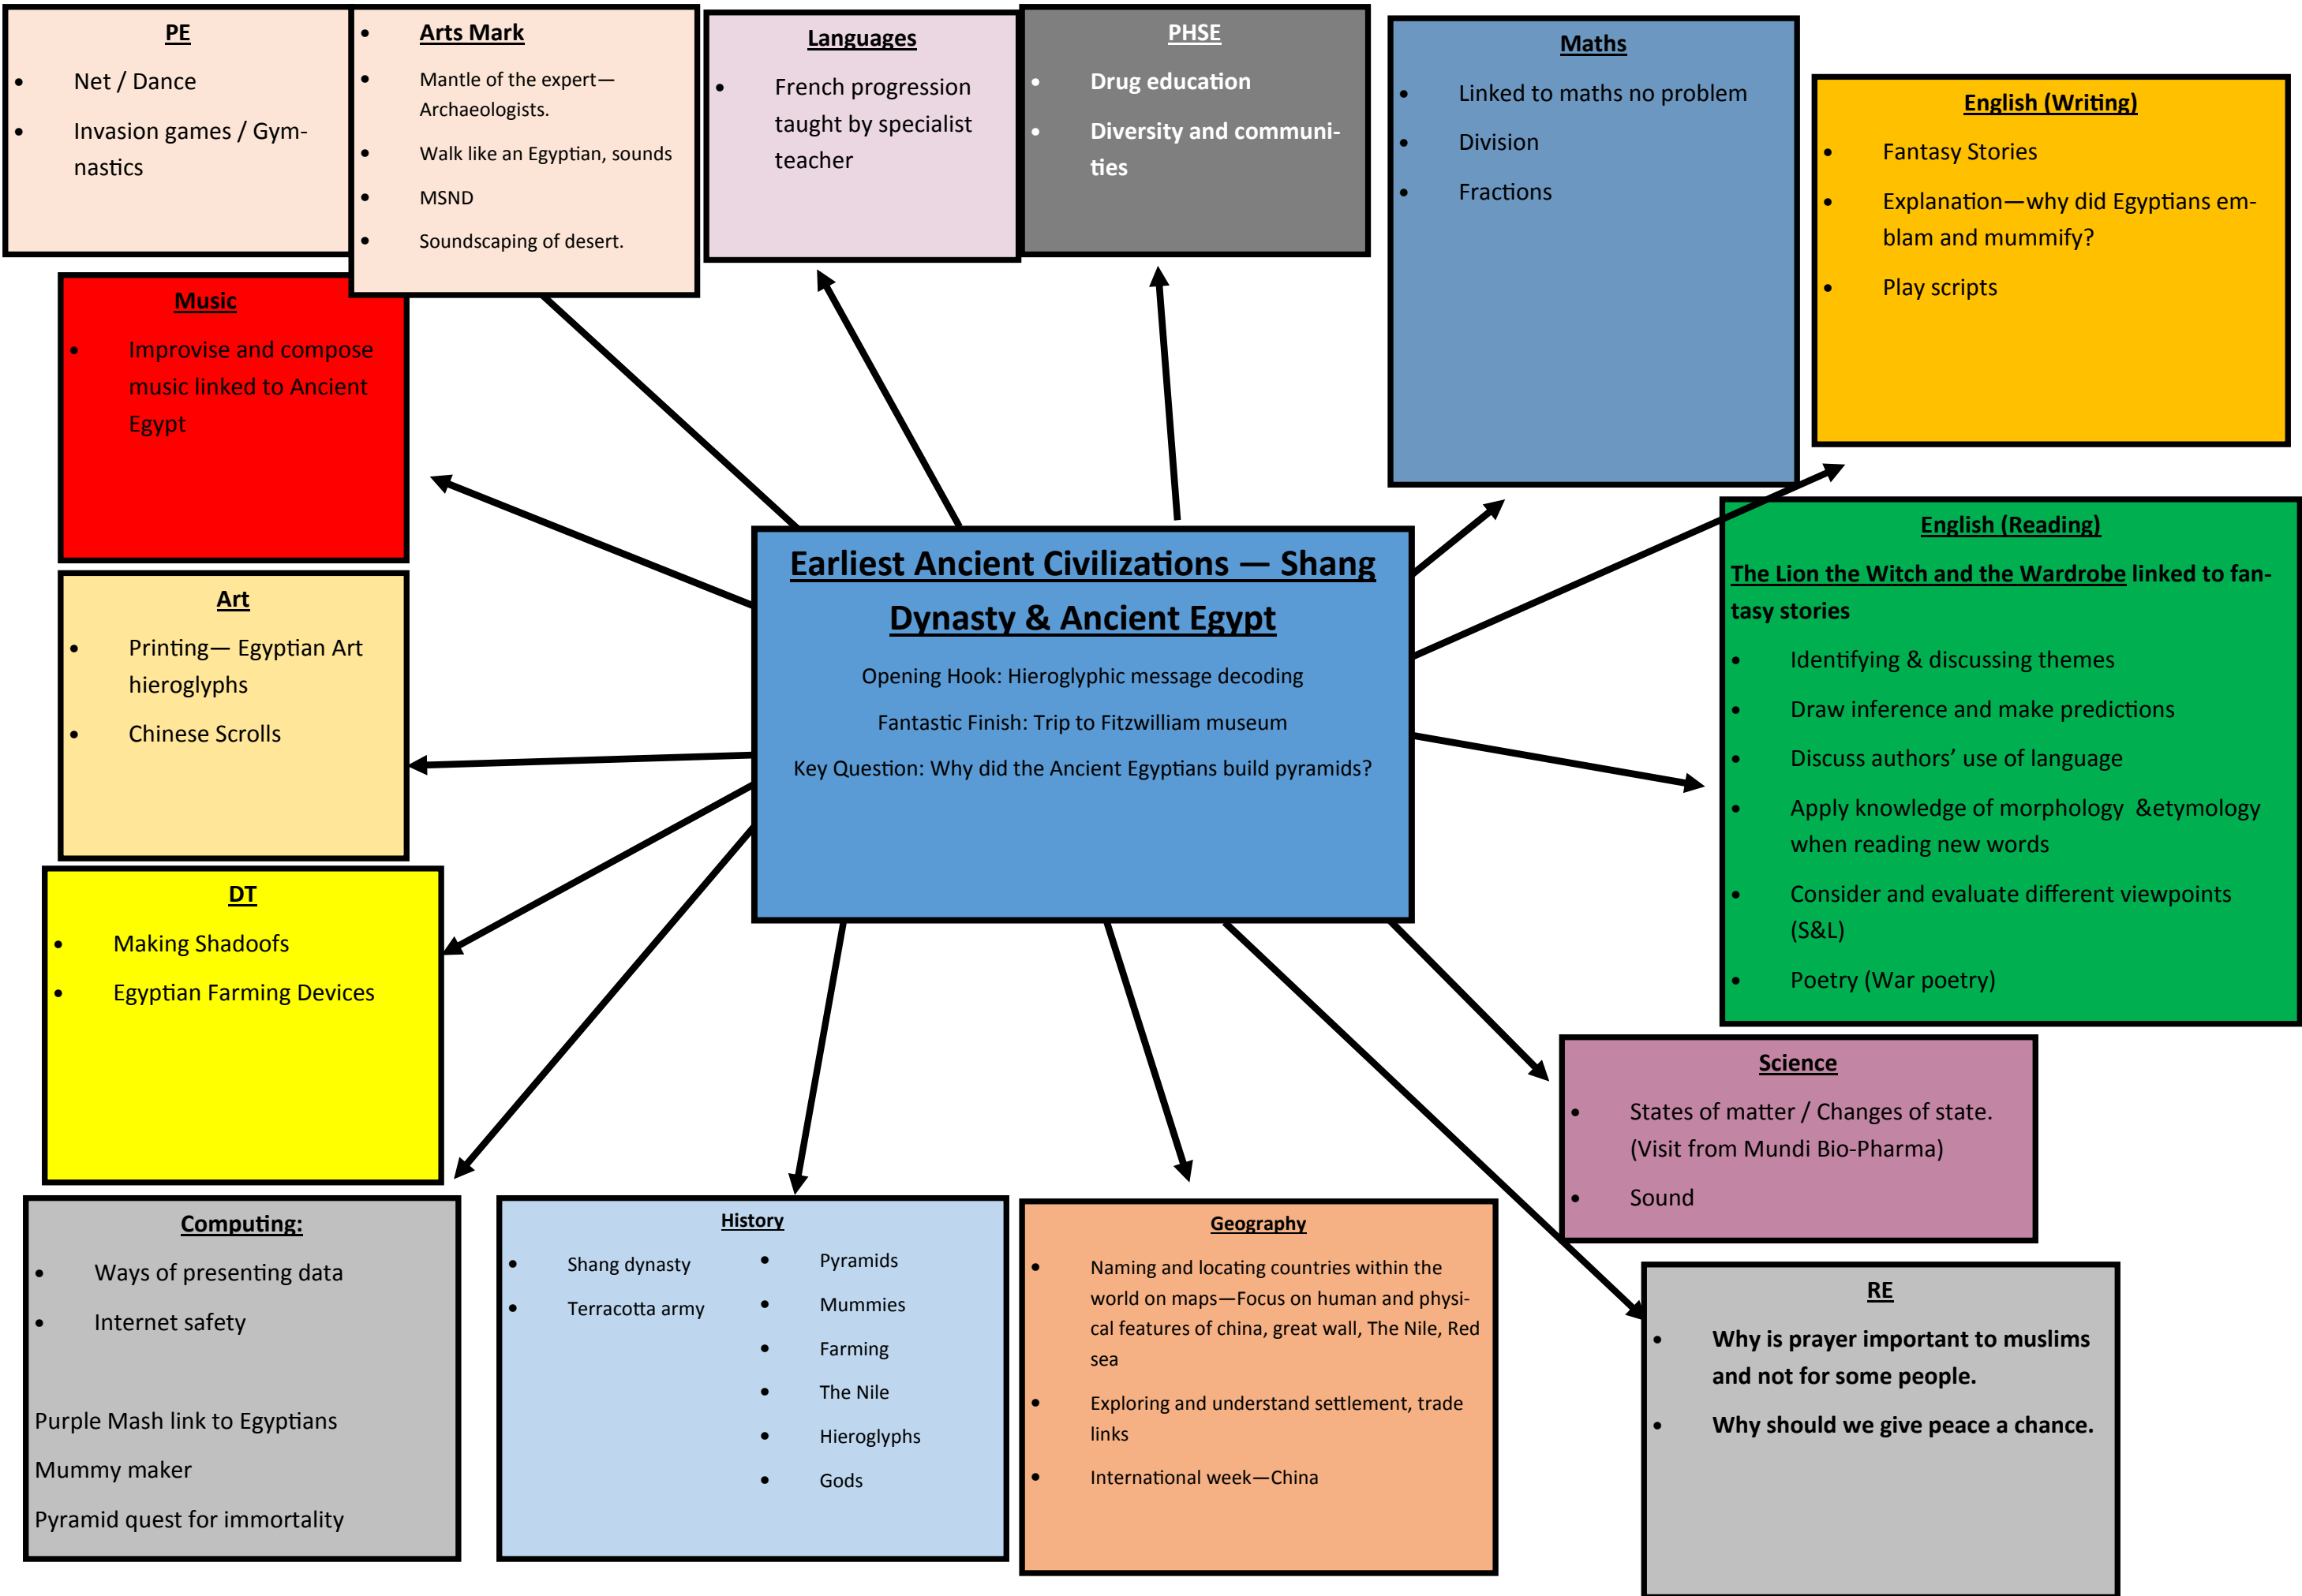 PE
• Net / Dance
• Invasion games / Gym-
nastics
• Arts Mark
• Mantle of the expert—
Archaeologists.
• Walk like an Egyptian, sounds
• MSND
• Soundscaping of desert.
Languages
• French progression
taught by specialist
teacher
PHSE
• Drug education
• Diversity and communi-
ties
Maths
• Linked to maths no problem
• Division
• Fractions
English (Writing)
• Fantasy Stories
• Explanation—why did Egyptians em-
blam and mummify?
• Play scripts
Music
• Improvise and compose
music linked to Ancient
Egypt
Earliest Ancient Civilizations — Shang
Dynasty & Ancient Egypt
Opening Hook: Hieroglyphic message decoding
Fantastic Finish: Trip to Fitzwilliam museum
Key Question: Why did the Ancient Egyptians build pyramids?
English (Reading)
The Lion the Witch and the Wardrobe linked to fan-
tasy stories
• Identifying & discussing themes
• Draw inference and make predictions
• Discuss authors’ use of language
• Apply knowledge of morphology &etymology
when reading new words
• Consider and evaluate different viewpoints
(S&L)
• Poetry (War poetry)
Art
• Printing— Egyptian Art
hieroglyphs
• Chinese Scrolls
DT
• Making Shadoofs
• Egyptian Farming Devices
Science
• States of matter / Changes of state.
(Visit from Mundi Bio-Pharma)
• Sound
Computing:
• Ways of presenting data
• Internet safety
Purple Mash link to Egyptians
Mummy maker
Pyramid quest for immortality
History
• Shang dynasty
• Terracotta army
• Pyramids
• Mummies
• Farming
• The Nile
• Hieroglyphs
• Gods
Geography
• Naming and locating countries within the
world on maps—Focus on human and physi-
cal features of china, great wall, The Nile, Red
sea
• Exploring and understand settlement, trade
links
• International week—China
RE
• Why is prayer important to muslims
and not for some people.
• Why should we give peace a chance.